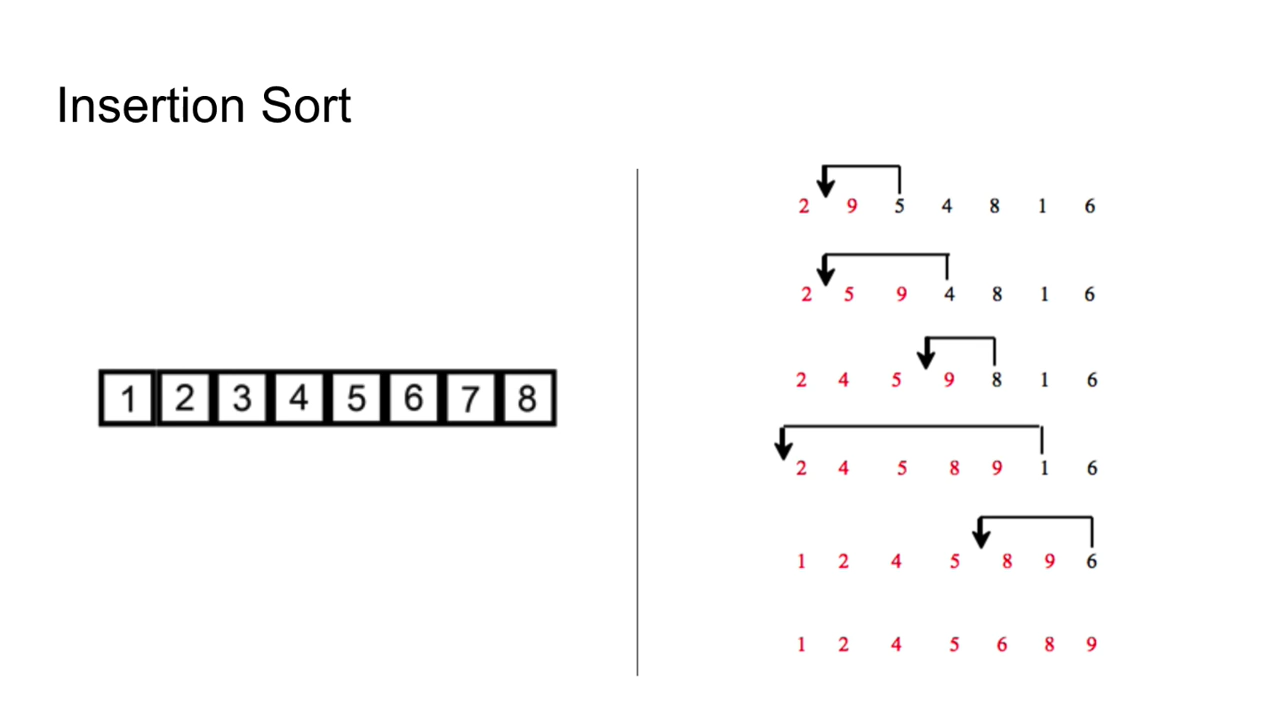 Insertion Sort
1 2 3 4 5 6 7 8
2 9 5 4 8 1 6
2 5 9 4 8 1 6
2 4 5 9 8 1 6
2 4 5 8 9 1 6
1 2 4 5 8 9 6
1 2 4 5 6 8 9